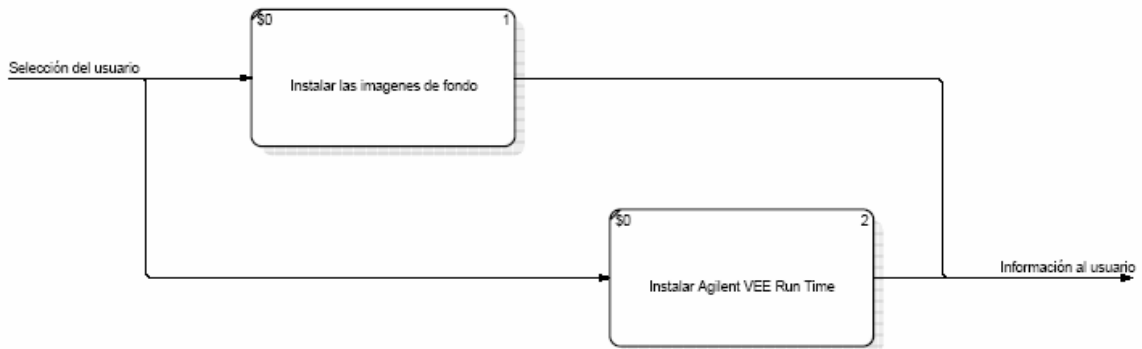 $0
1
Selección del usuario
Instalar las imagenes de fondo
$0
2
Información al usuario
Instalar Agilent VEE Run Time